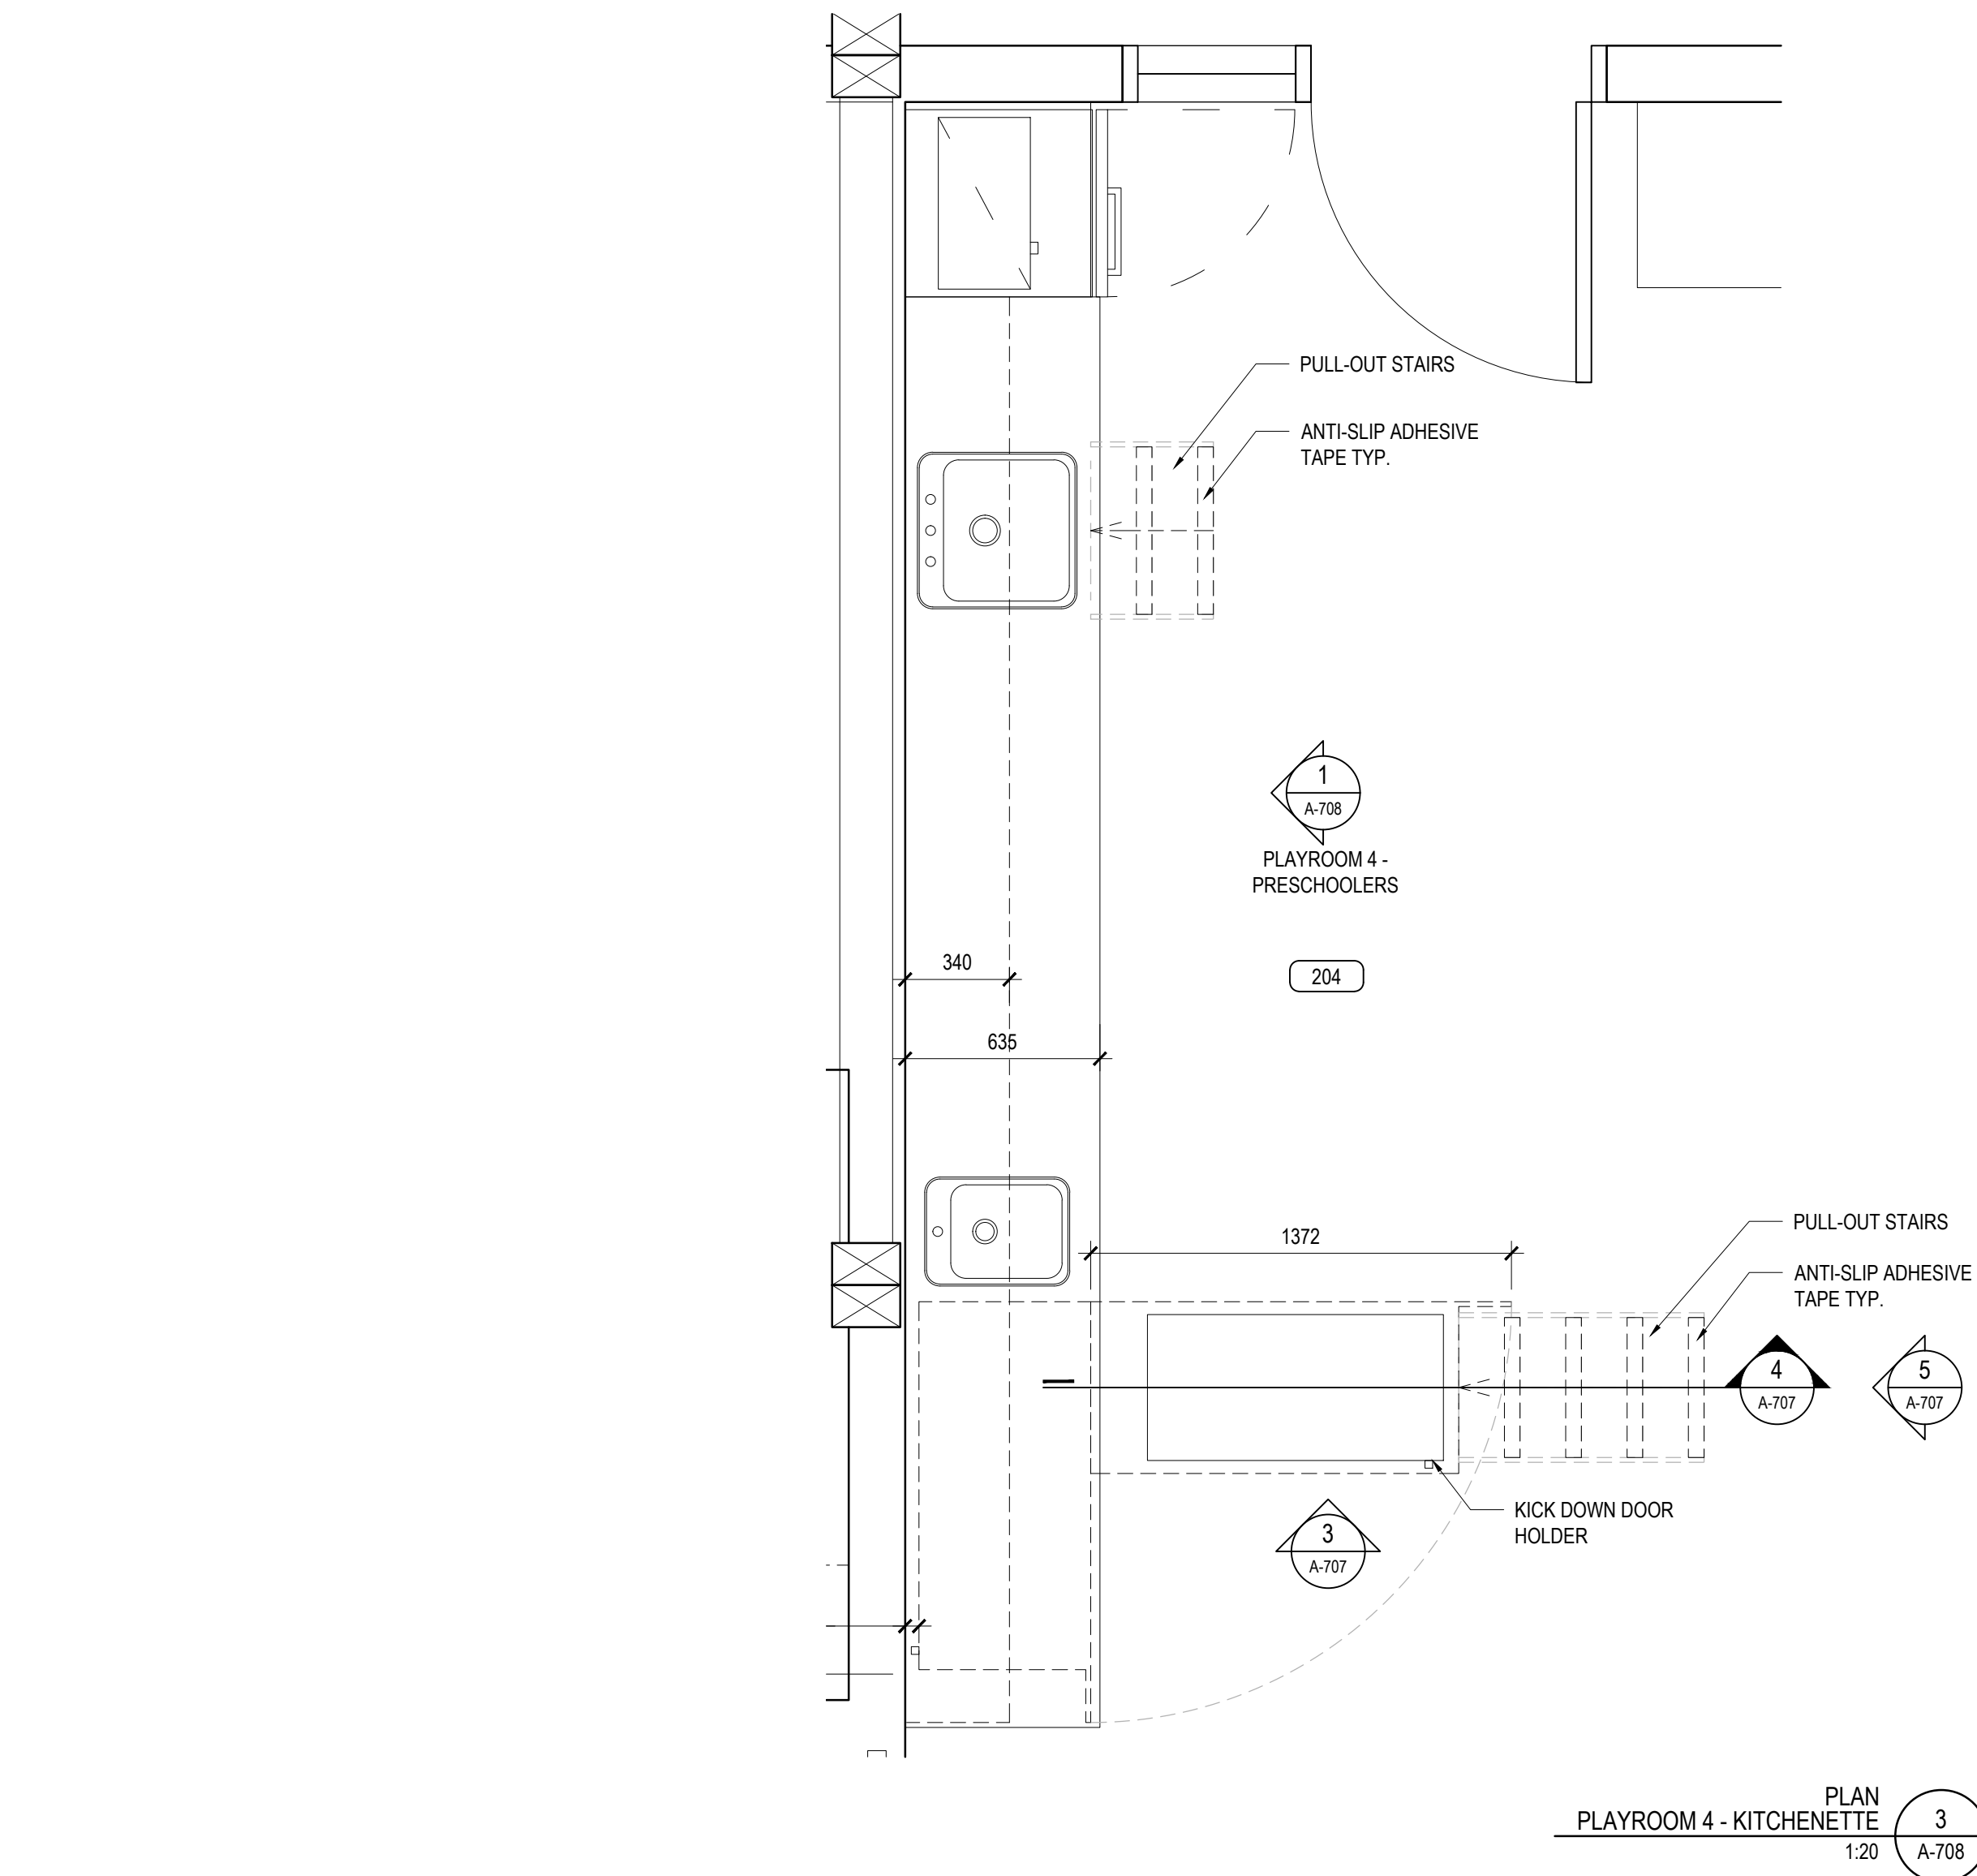 PULL-OUT STAIRS
ANTI-SLIP ADHESIVE
TAPE TYP.
1
A-708
PLAYROOM 4 -
PRESCHOOLERS
340
204
635
1372
PULL-OUT STAIRS
ANTI-SLIP ADHESIVE
TAPE TYP.
4
A-707
5
A-707
KICK DOWN DOOR
HOLDER
3
A-707
PLAN
PLAYROOM 4 - KITCHENETTE
1:20
3
A-708